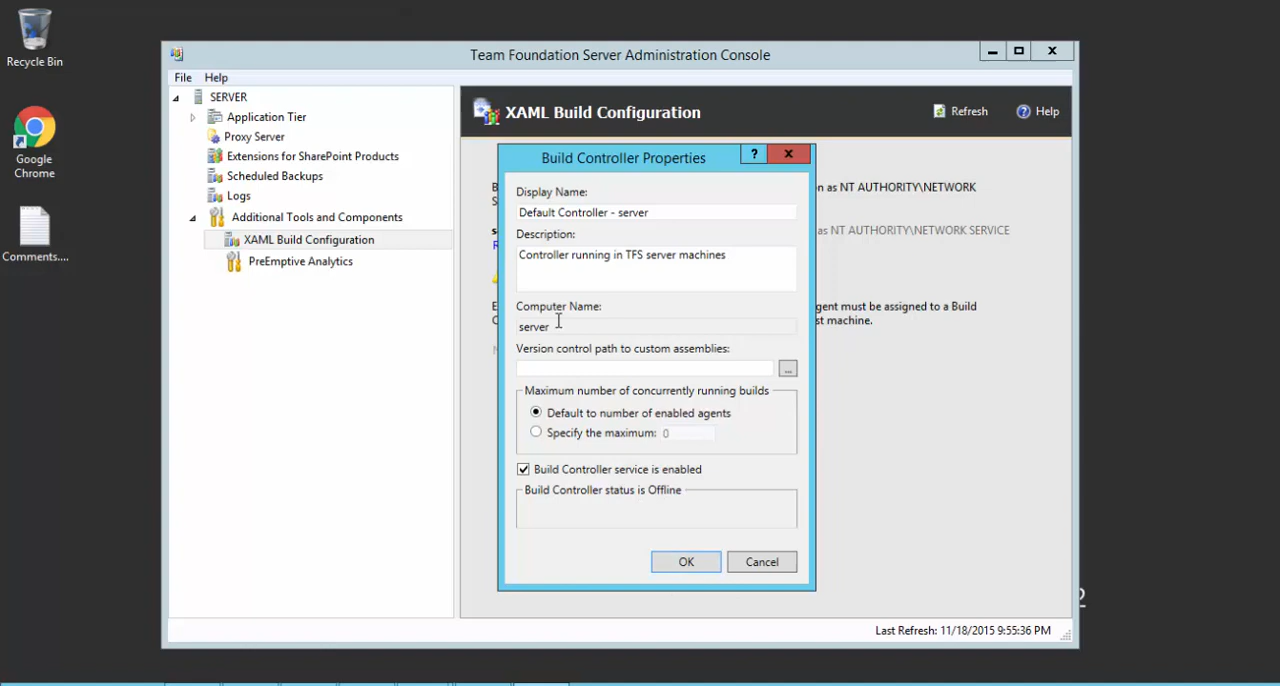 Recycle Bin
Google
Chrome
Comments....
Team Foundation Server Administration Console
File Help
SERVER
Application Tier
Proxy Server
Extensions for SharePoint Products
Scheduled Backups
Logs
Additional Tools and Components
XAML Build Configuration
PreEmptive Analytics
XAML Build Configuration
Refresh
Help
on as NT AUTHORITY\NETWORK
as NT AUTHORITY\NETWORK SERVICE
gent must be assigned to a Build
st machine.
Build Controller Properties
?
Display Name:
Default Controller - server
Description:
Controller running in TFS server machines
Computer Name:
server
Version control path to custom assemblies:
...
Maximum number of concurrently running builds
Default to number of enabled agents
Specify the maximum: 0
Build Controller service is enabled
Build Controller status is Offline
OK
Cancel
Last Refresh: 11/18/2015 9:55:36 PM